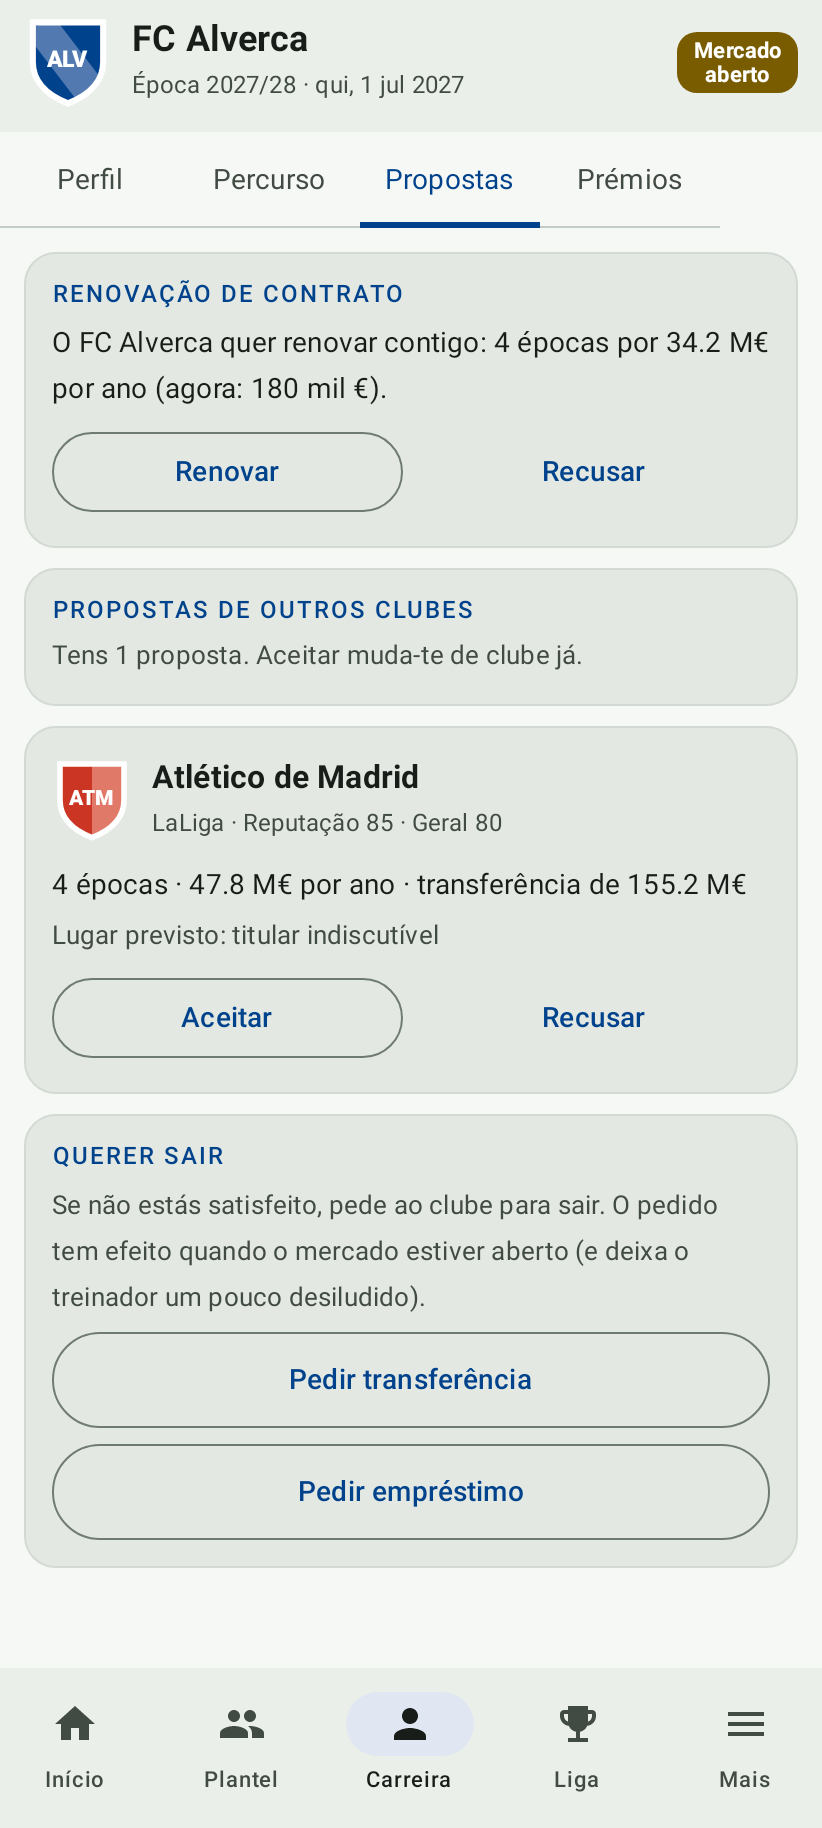 ALV
FC Alverca
Época 2027/28 · qui, 1 jul 2027
Mercado
aberto
Perfil
Percurso
Propostas
Prémios
RENOVAÇÃO DE CONTRATO
O FC Alverca quer renovar contigo: 4 épocas por 34.2 M€
por ano (agora: 180 mil €).
Renovar
Recusar
PROPOSTAS DE OUTROS CLUBES
Tens 1 proposta. Aceitar muda-te de clube já.
ATM
Atlético de Madrid
LaLiga · Reputação 85 · Geral 80
4 épocas · 47.8 M€ por ano · transferência de 155.2 M€
Lugar previsto: titular indiscutível
Aceitar
Recusar
QUERER SAIR
Se não estás satisfeito, pede ao clube para sair. O pedido
tem efeito quando o mercado estiver aberto (e deixa o
treinador um pouco desiludido).
Pedir transferência
Pedir empréstimo
Início
Plantel
Carreira
Liga
Mais